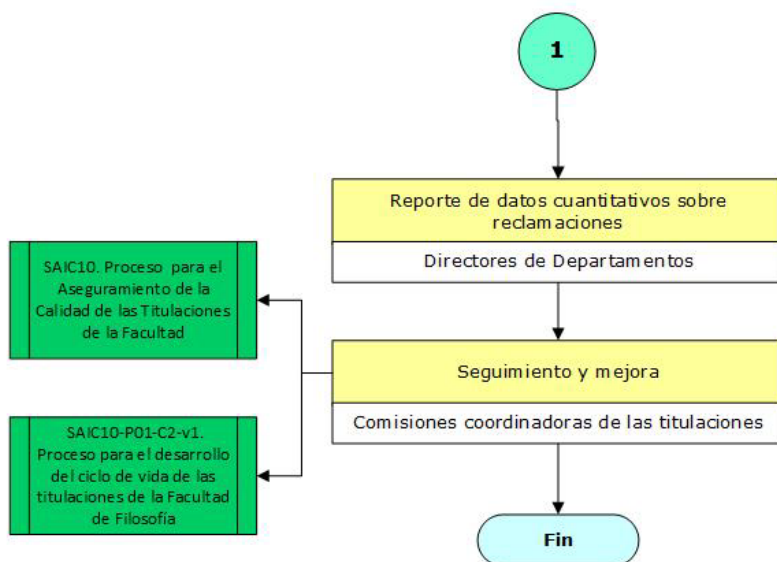 1
Reporte de datos cuantitativos sobre
reclamaciones
Directores de Departamentos
SAIC10. Proceso para el
Aseguramiento de la
Calidad de las Titulaciones
de la Facultad
Seguimiento y mejora
Comisiones coordinadoras de las titulaciones
SAIC10-P01-C2-v1.
Proceso para el desarrollo
del ciclo de vida de las
titulaciones de la Facultad
de Filosofía
Fin